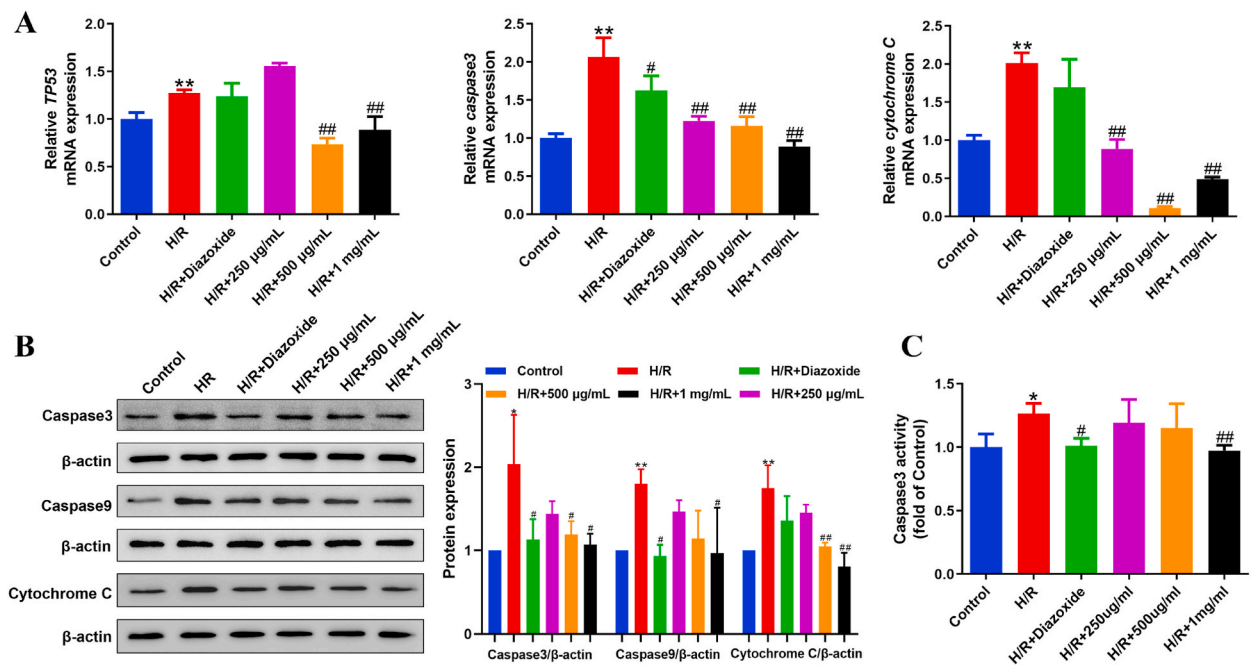 A
Relative TP53
mRNA expression
2.0
1.5
1.0
0.5
0.0
**
##
##
Control
H/R
H/R+Diazoxide
H/R+250 μg/mL
H/R+500 μg/mL
H/R+1 mg/mL
Relative caspase3
mRNA expression
2.5
2.0
1.5
1.0
0.5
0.0
**
#
##
##
##
Control
H/R
H/R+Diazoxide
H/R+250 μg/mL
H/R+500 μg/mL
H/R+1 mg/mL
Relative cytochrome C
mRNA expression
2.5
2.0
1.5
1.0
0.5
0.0
**
##
##
##
Control
H/R
H/R+Diazoxide
H/R+250 μg/mL
H/R+500 μg/mL
H/R+1 mg/mL
B
Control
HR
H/R+Diazoxide
H/R+250 μg/mL
H/R+500 μg/mL
H/R+1 mg/mL
Caspase3
β-actin
Caspase9
β-actin
Cytochrome C
β-actin
Control
H/R
H/R+Diazoxide
H/R+500 μg/mL
H/R+1 mg/mL
H/R+250 μg/mL
Protein expression
3
2
1
0
*
#
#
#
**
#
#
**
##
##
Caspase3/β-actin
Caspase9/β-actin
Cytochrome C/β-actin
C
Caspase3 activity
(fold of Control)
1.5
1.0
0.5
0.0
*
#
##
Control
H/R
H/R+Diazoxide
H/R+250ug/ml
H/R+500ug/ml
H/R+1mg/ml